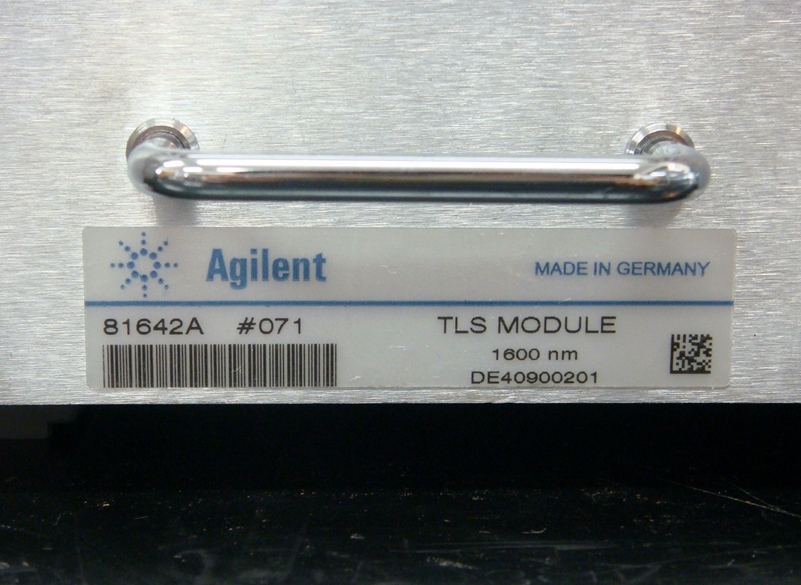 Agilent
MADE IN GERMANY
81642A #071
TLS MODULE
1600 nm
DE40900201